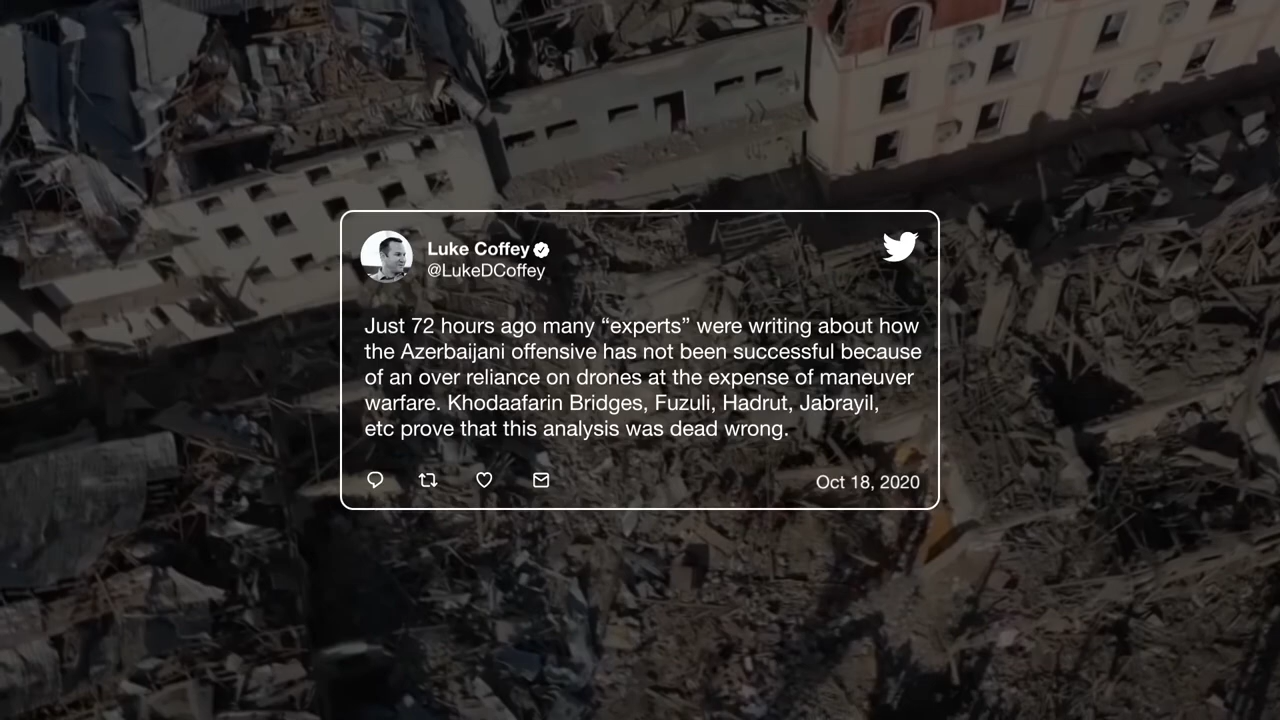 Luke Coffey
@LukeDCoffey
Just 72 hours ago many “experts” were writing about how
the Azerbaijani offensive has not been successful because
of an over reliance on drones at the expense of maneuver
warfare. Khodaafarin Bridges, Fuzuli, Hadrut, Jabrayil,
etc prove that this analysis was dead wrong.
Oct 18, 2020